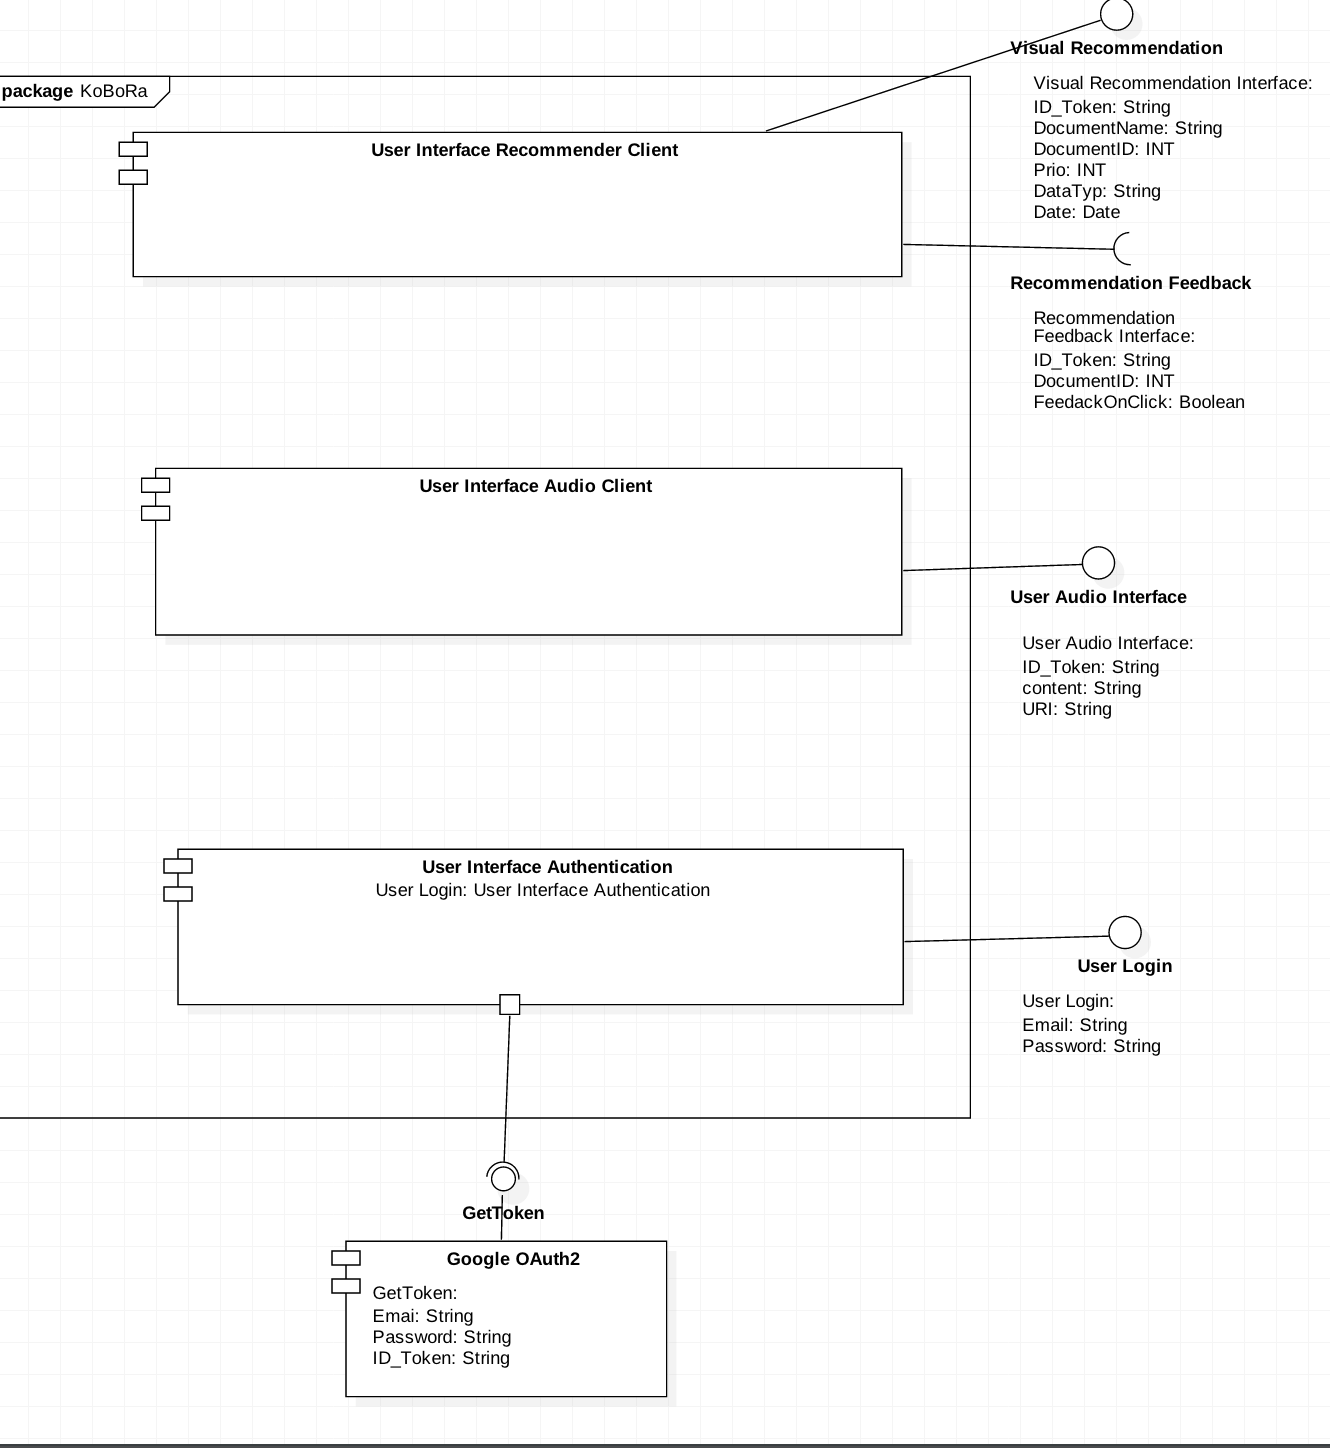 Visual Recommendation
Visual Recommendation Interface:
ID_Token: String
DocumentName: String
DocumentID: INT
Prio: INT
DataTyp: String
Date: Date
package KoBoRa
User Interface Recommender Client
Recommendation Feedback
Recommendation
Feedback Interface:
ID_Token: String
DocumentID: INT
FeedackOnClick: Boolean
User Interface Audio Client
User Audio Interface
User Audio Interface:
ID_Token: String
content: String
URI: String
User Interface Authentication
User Login: User Interface Authentication
User Login
User Login:
Email: String
Password: String
GetToken
Google OAuth2
GetToken:
Emai: String
Password: String
ID_Token: String